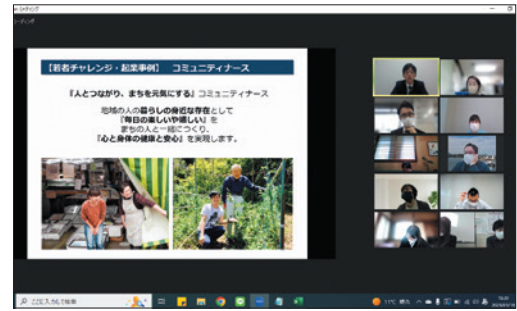 【若者チャレンジ・起業事例】 コミュニティナース
『人とつながり、まちを元気にする』コミュニティナース
地域の人の暮らしの身近な存在として
『毎日の楽しいや嬉しい』を
まちの人と一緒につくり、
『心と身体の健康と安心』を実現します。
ここに入力して検索
11°C 晴れ